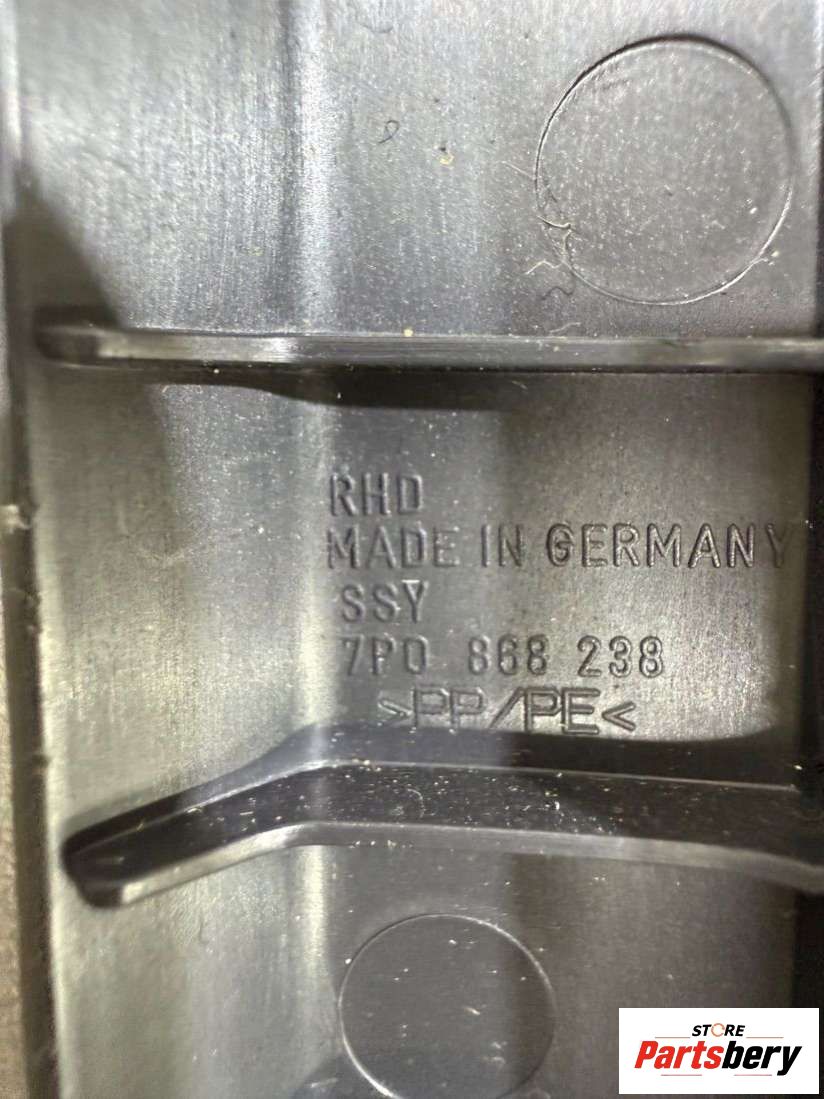 RHD
MADE IN GERMANY
SSY
7P0 868 238
>PP/PE<
STORE
Partsbery